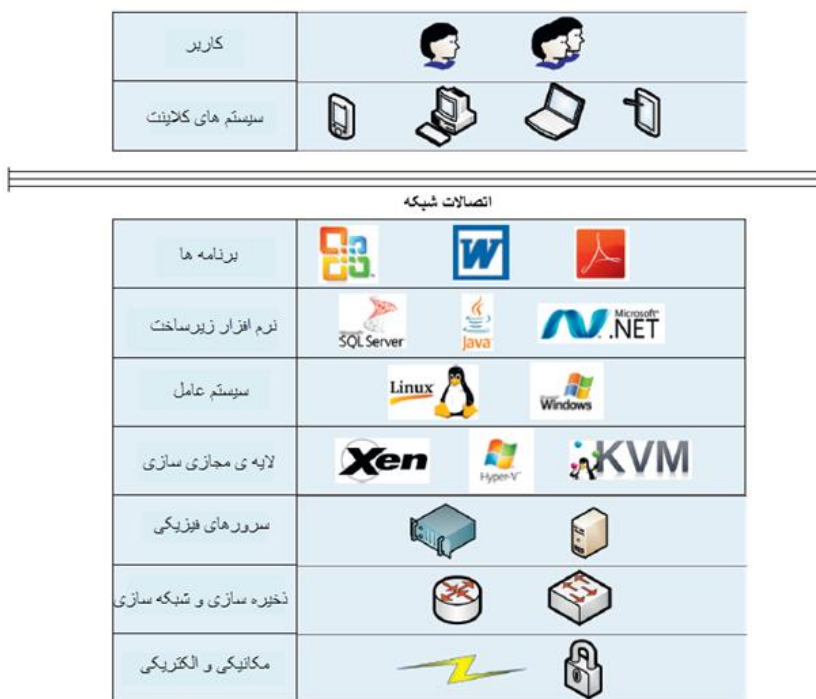 کاربر
سیستم های کلاینت
اتصالات شبکه
برنامه ها
W
نرم افزار زیرساخت
Microsoft
SQL Server
Java
Microsoft
.NET
سیستم عامل
Linux
Windows
لایه ی مجازی سازی
Xen
Hyper-V
KVM
سرورهای فیزیکی
ذخیره سازی و شبکه سازی
مکانیکی و الکتریکی